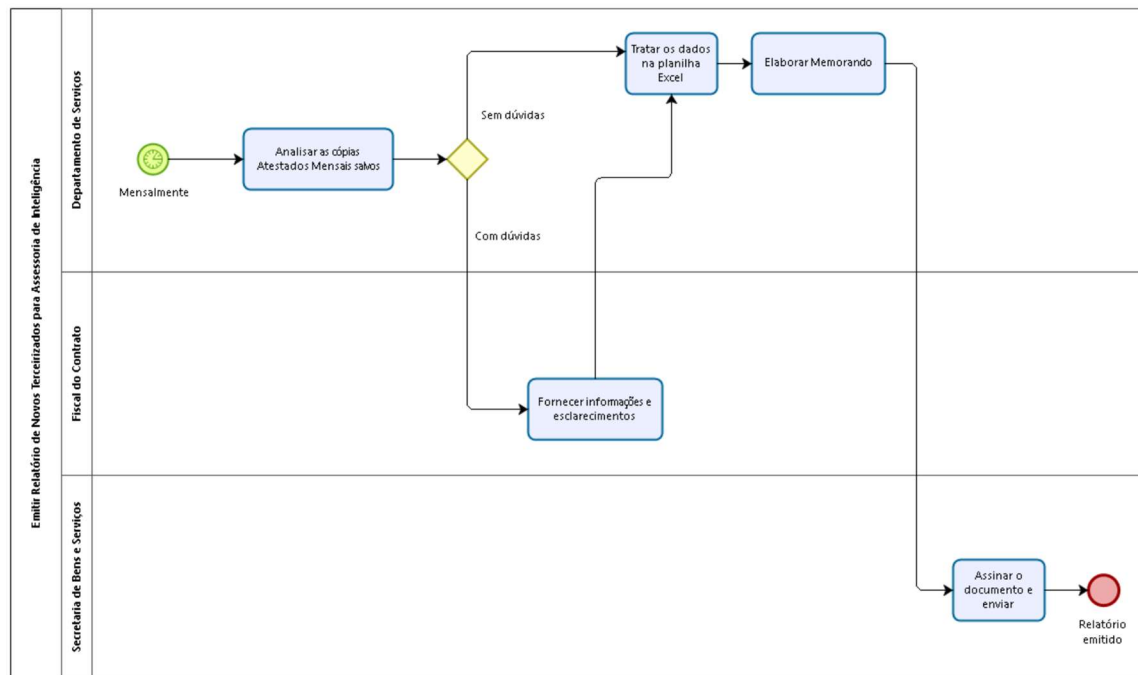 Emitir Relatório de Novos Terceirizados para Assessoria de Inteligência
Departamento de Serviços
Mensalmente
Analisar as cópias
Atestados Mensais salvos
Sem dúvidas
Com dúvidas
Tratar os dados
na planilha
Excel
Elaborar Memorando
Fiscal do Contrato
Fornecer informações e
esclarecimentos
Secretaria de Bens e Serviços
Assinar o
documento e
enviar
Relatório
emitido